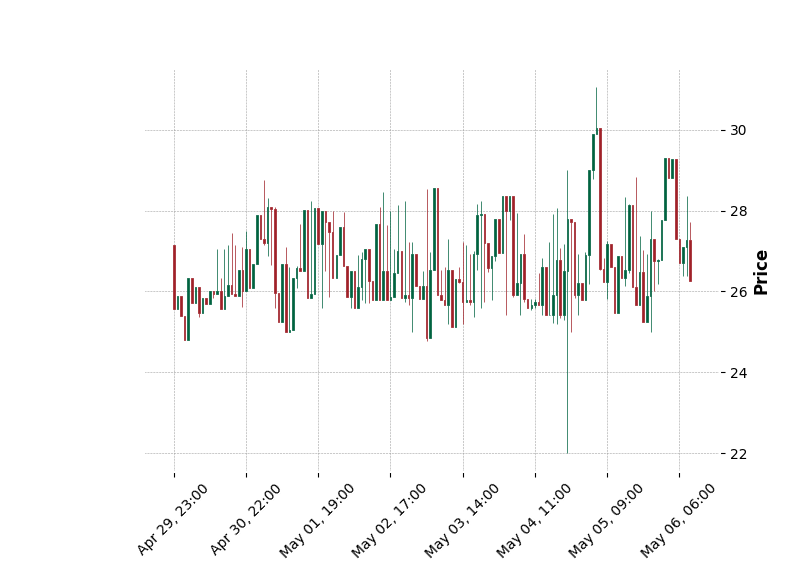 30
28
26
24
22
Price
Apr 29, 23:00
Apr 30, 22:00
May 01, 19:00
May 02, 17:00
May 03, 14:00
May 04, 11:00
May 05, 09:00
May 06, 06:00